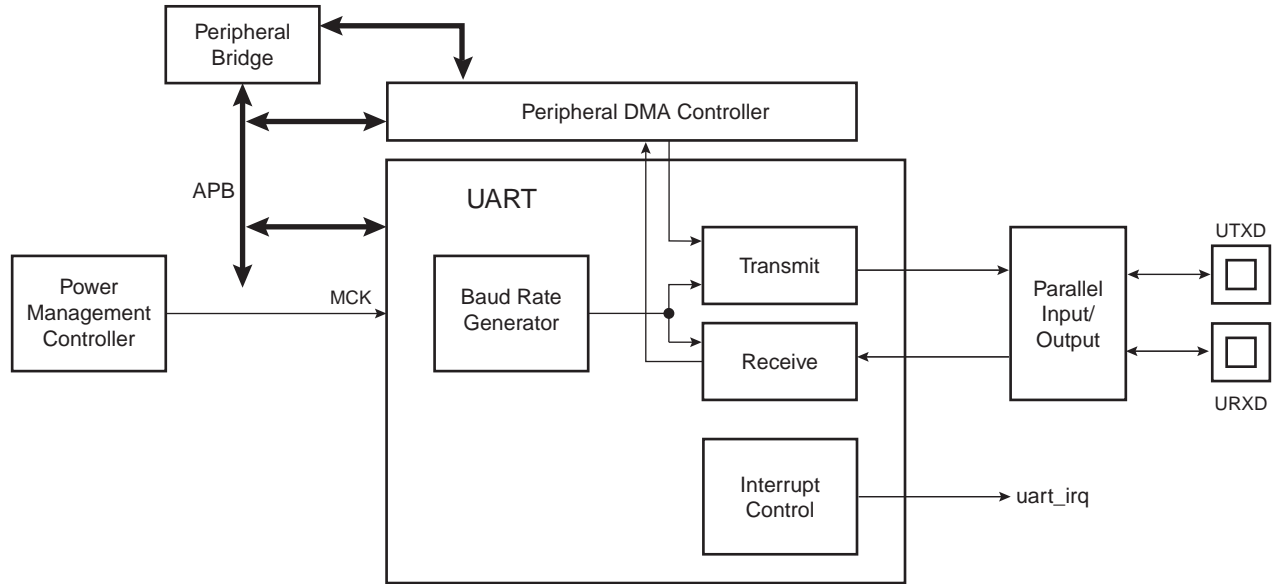 Peripheral
Bridge
Peripheral DMA Controller
APB
UART
UTXD
Transmit
Power
Management
Controller
MCK
Baud Rate
Generator
Parallel
Input/
Output
Receive
URXD
Interrupt
Control
uart_irq